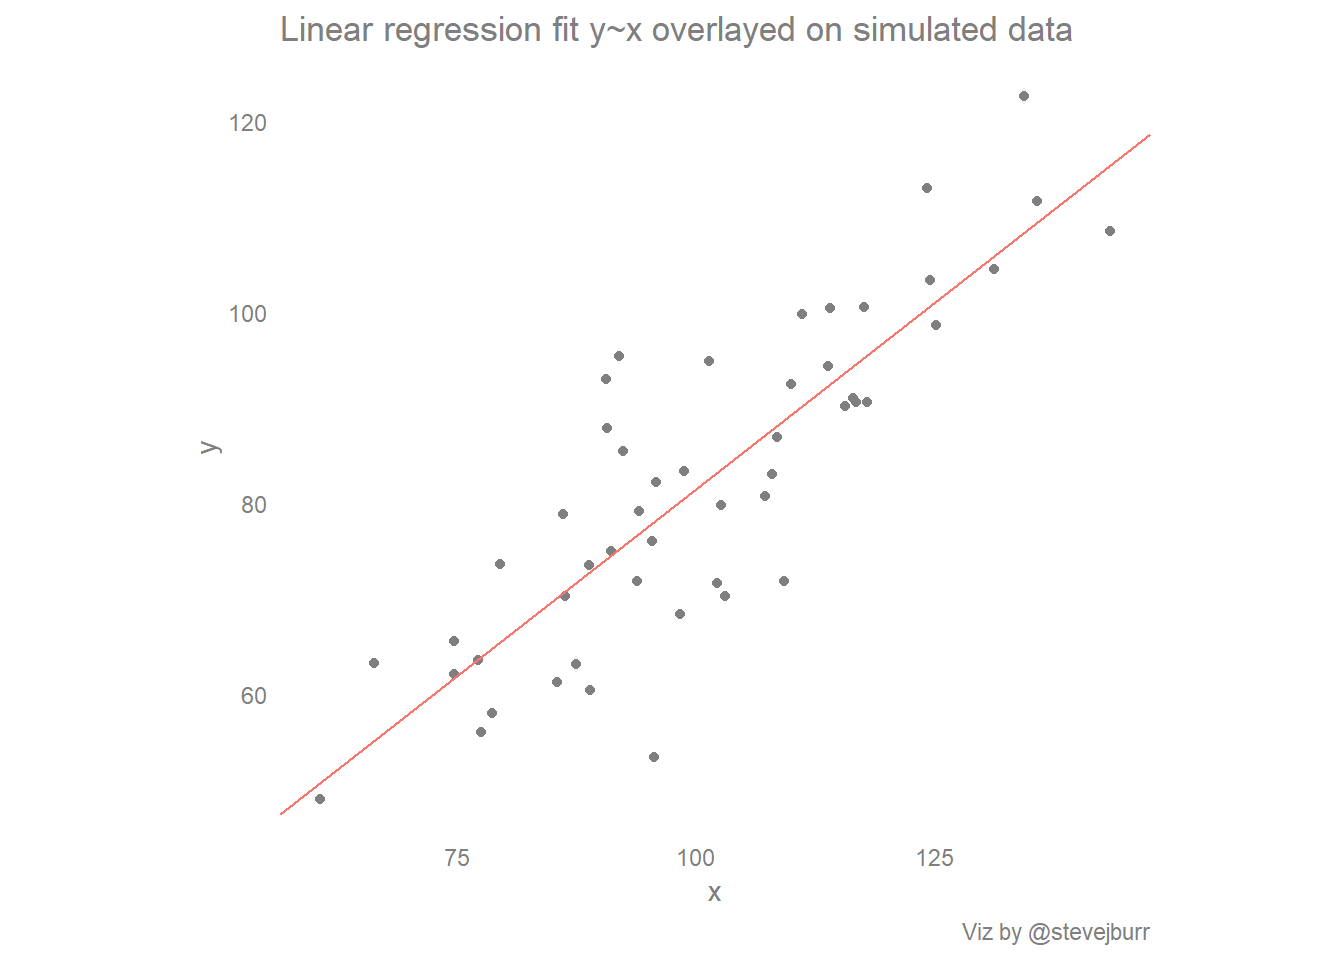 Linear regression fit y~x overlayed on simulated data
120
100
80
60
y
75 100 125
x
Viz by @stevejburr